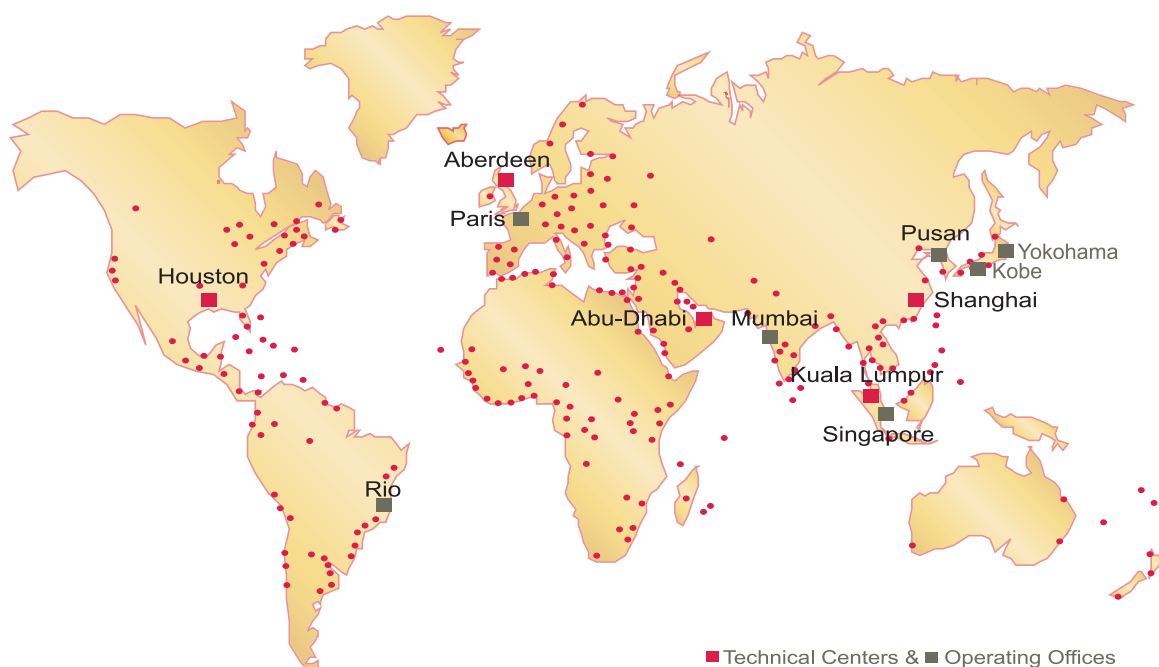 Aberdeen
Paris
Pusan
Yokohama
Kobe
Houston
Shanghai
Abu-Dhabi
Mumbai
Kuala Lumpur
Singapore
Rio
Technical Centers & Operating Offices